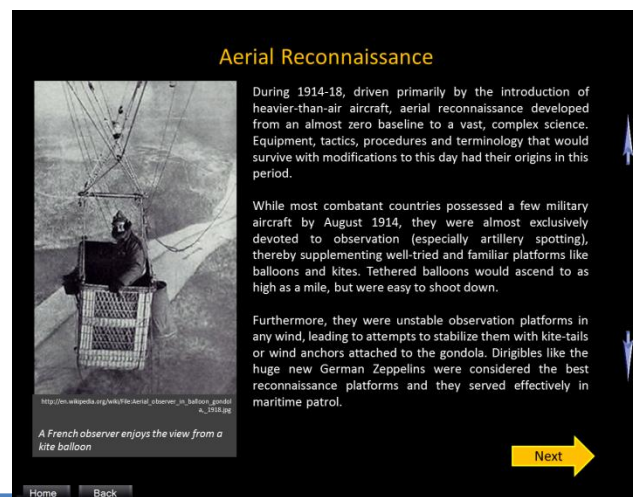 Aerial Reconnaissance
During 1914-18, driven primarily by the introduction of
heavier-than-air aircraft, aerial reconnaissance developed
from an almost zero baseline to a vast, complex science.
Equipment, tactics, procedures and terminology that would
survive with modifications to this day had their origins in this
period.
While most combatant countries possessed a few military
aircraft by August 1914, they were almost exclusively
devoted to observation (especially artillery spotting),
thereby supplementing well-tried and familiar platforms like
balloons and kites. Tethered balloons would ascend to as
high as a mile, but were easy to shoot down.
Furthermore, they were unstable observation platforms in
any wind, leading to attempts to stabilize them with kite-tails
or wind anchors attached to the gondola. Dirigibles like the
huge new German Zeppelins were considered the best
reconnaissance platforms and they served effectively in
maritime patrol.
http://en.wikipedia.org/wiki/File:Aerial_observer_in_balloon_gondol
a,_1918.jpg
A French observer enjoys the view from a
kite balloon
Next
Home Back